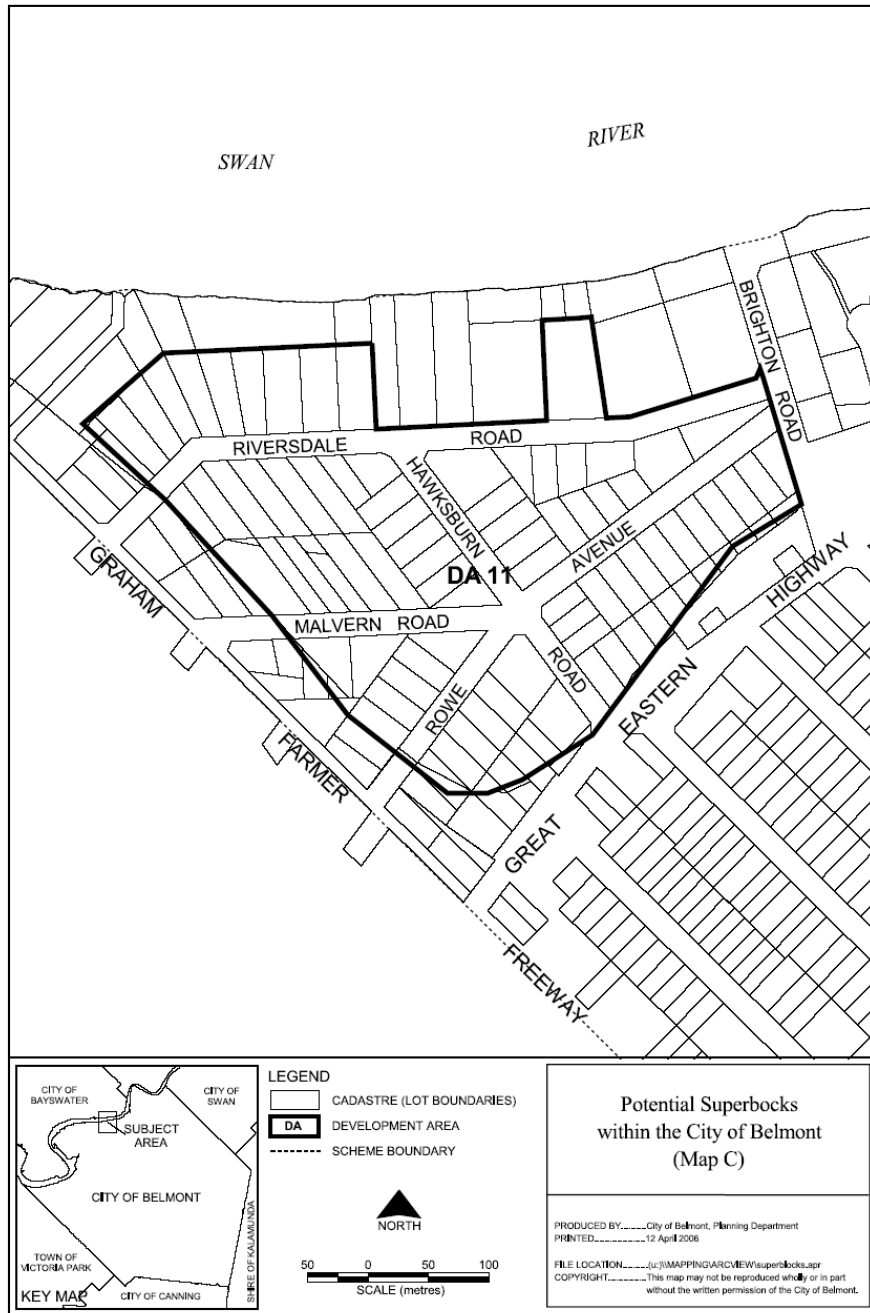 SWAN
RIVER
BRIGHTON ROAD
RIVERSDALE ROAD
HAWKSBURN
AVENUE
DA 11
GRAHAM
HIGHWAY
MALVERN ROAD
ROAD
ROWE
EASTERN
FARMER
GREAT
FREEWAY
CITY OF
BAYSWATER
CITY OF
SWAN
SUBJECT
AREA
CITY OF BELMONT
SHIRE OF KALAMUNDA
TOWN OF
VICTORIA PARK
KEY MAP
CITY OF CANNING
LEGEND
CADASTRE (LOT BOUNDARIES)
DA DEVELOPMENT AREA
SCHEME BOUNDARY
NORTH
50 0 50 100
SCALE (metres)
Potential Superbocks
within the City of Belmont
(Map C)
PRODUCED BY..........City of Belmont, Planning Department
PRINTED..................12 April 2006
FILE LOCATION........(u:)\\MAPPING\ARCVIEW\superblocks.apr
COPYRIGHT..............This map may not be reproduced wholly or in part
without the written permission of the City of Belmont.